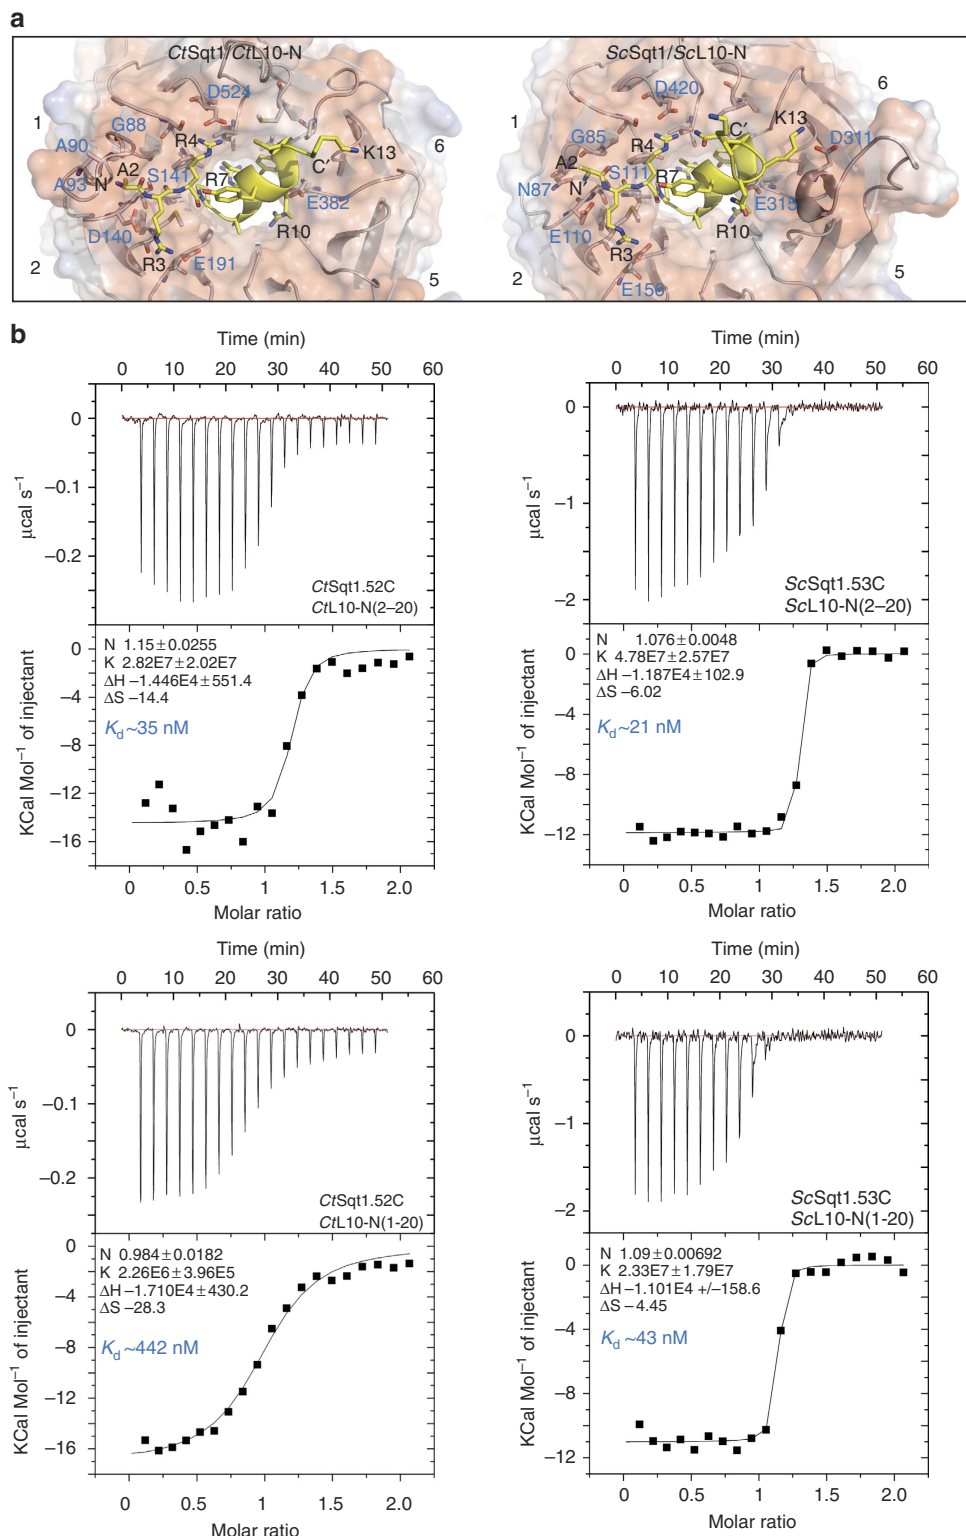 a
CtSqt1/CtL10-N
D524
1
G88
A90
R4
K13
6
A2
S141
C′
A93
N′
R7
E382
D140
R10
R3
E191
2
5
ScSqt1/ScL10-N
6
D420
1
K13
G85
C′
D311
R4
A2
S111
R7
N87
N′
E315
E110
R10
R3
E156
2
5
b
Time (min)
0 10 20 30 40 50 60
0
−0.1
−0.2
µcal s−1
CtSqt1.52C
CtL10-N(2–20)
N 1.15±0.0255
K 2.82E7±2.02E7
ΔH −1.446E4±551.4
ΔS −14.4
Kd~35 nM
0
−4
−8
−12
−16
KCal Mol−1 of injectant
0 0.5 1 1.5 2.0
Molar ratio
Time (min)
0 10 20 30 40 50 60
0
−1
−2
µcal s−1
ScSqt1.53C
ScL10-N(2–20)
N 1.076±0.0048
K 4.78E7±2.57E7
ΔH −1.187E4±102.9
ΔS −6.02
Kd~21 nM
0
−4
−8
−12
KCal Mol−1 of injectant
0 0.5 1 1.5 2.0
Molar ratio
Time (min)
0 10 20 30 40 50 60
0
−0.1
−0.2
µcal s−1
CtSqt1.52C
CtL10-N(1-20)
N 0.984±0.0182
K 2.26E6±3.96E5
ΔH −1.710E4±430.2
ΔS −28.3
Kd~442 nM
0
−4
−8
−12
−16
KCal Mol−1 of injectant
0 0.5 1 1.5 2.0
Molar ratio
Time (min)
0 10 20 30 40 50 60
0
−1
−2
µcal s−1
ScSqt1.53C
ScL10-N(1-20)
N 1.09±0.00692
K 2.33E7±1.79E7
ΔH −1.101E4 +/−158.6
ΔS −4.45
Kd~43 nM
0
−4
−8
−12
KCal Mol−1 of injectant
0 0.5 1 1.5 2.0
Molar ratio